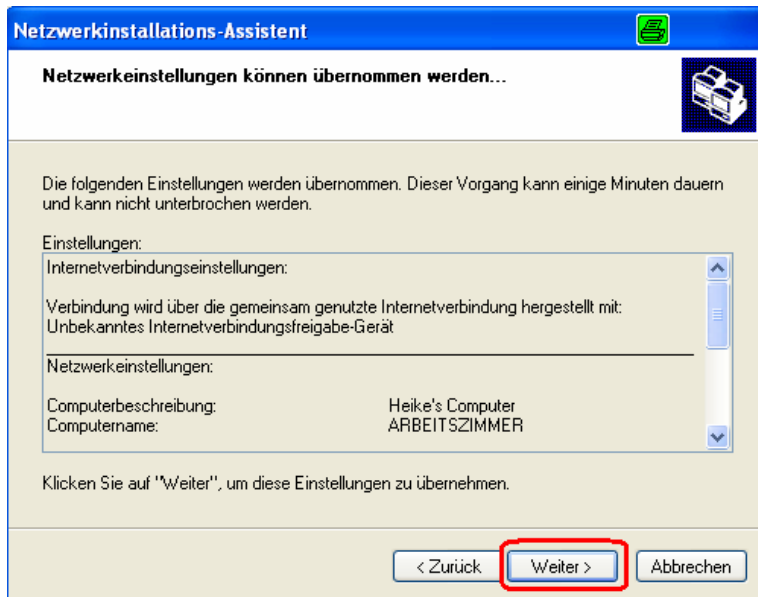 Netzwerkinstallations-Assistent
Netzwerkeinstellungen können übernommen werden...
Die folgenden Einstellungen werden übernommen. Dieser Vorgang kann einige Minuten dauern
und kann nicht unterbrochen werden.
Einstellungen:
Internetverbindungseinstellungen:
Verbindung wird über die gemeinsam genutzte Internetverbindung hergestellt mit:
Unbekanntes Internetverbindungsfreigabe-Gerät
Netzwerkeinstellungen:
Computerbeschreibung: Heike's Computer
Computername: ARBEITSZIMMER
Klicken Sie auf "Weiter", um diese Einstellungen zu übernehmen.
< Zurück Weiter > Abbrechen